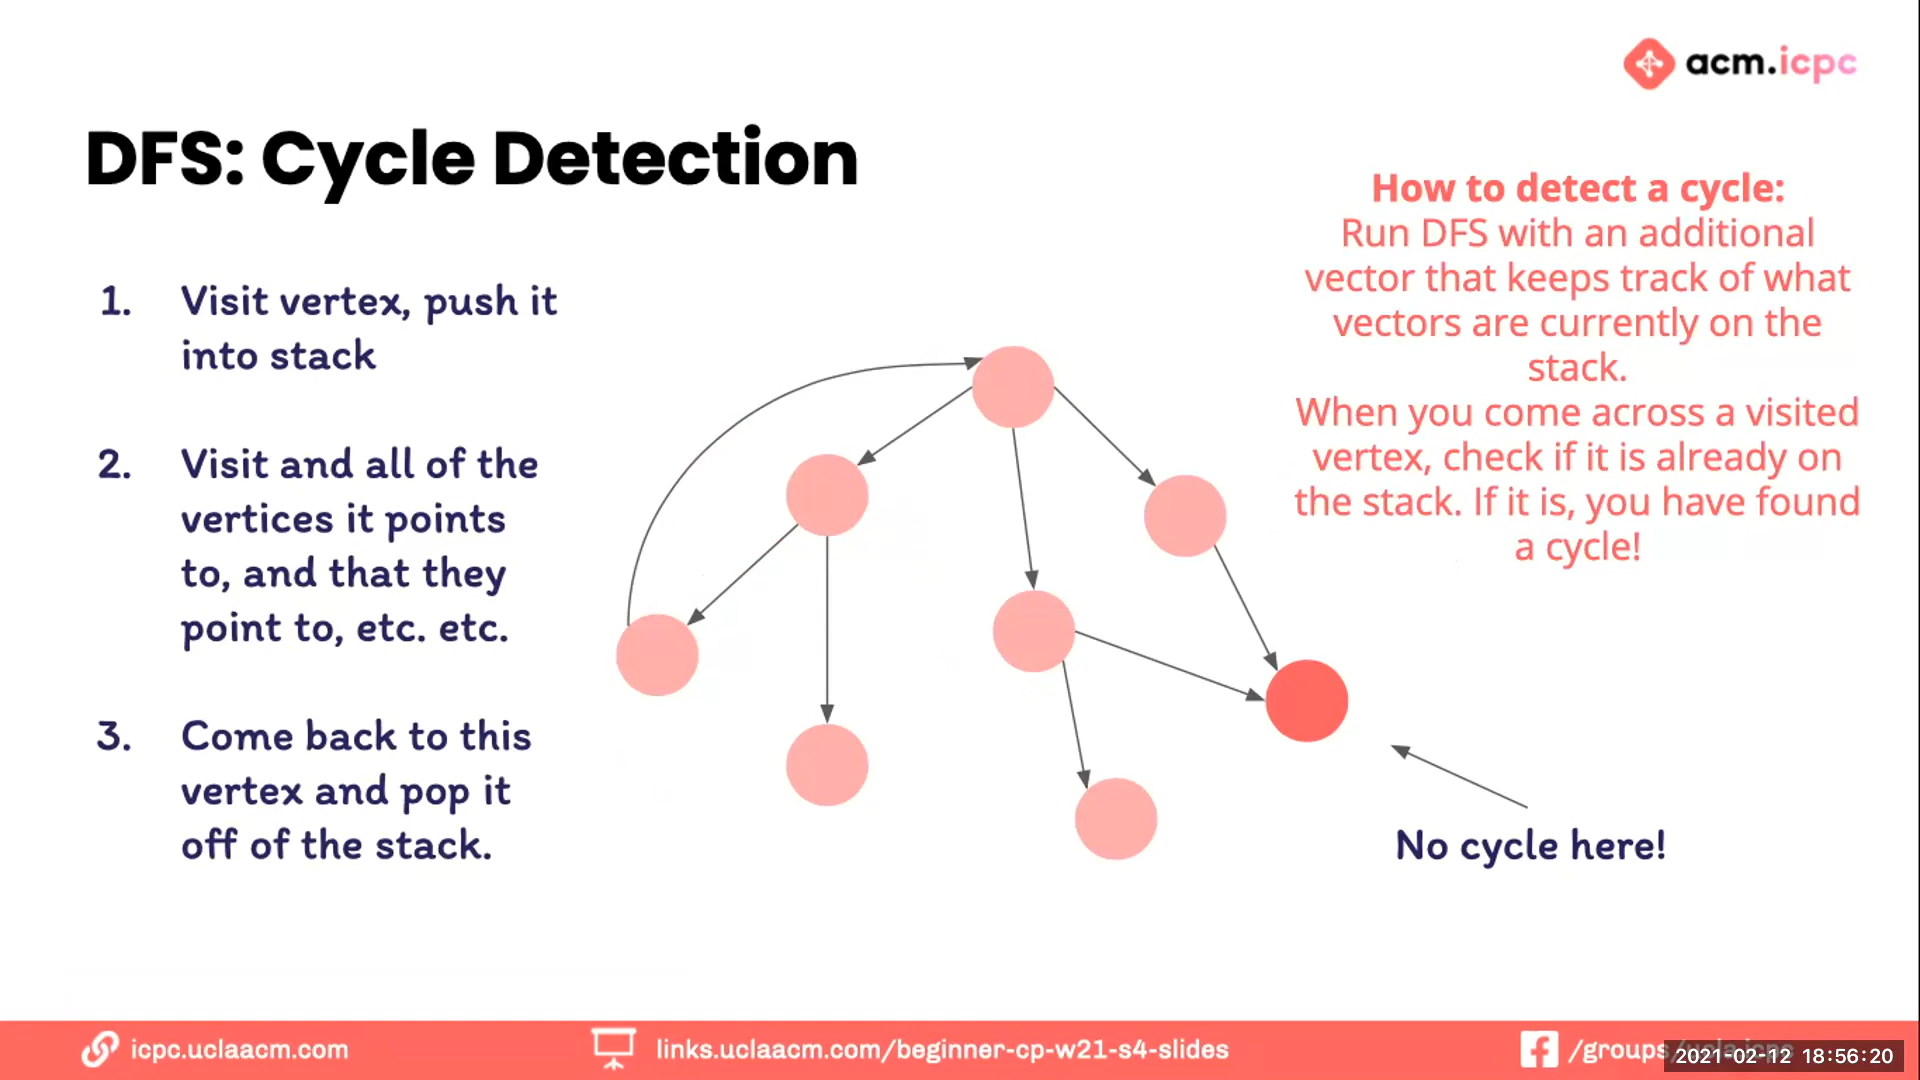 acm.icpc
DFS: Cycle Detection
How to detect a cycle:
Run DFS with an additional
vector that keeps track of what
vectors are currently on the
stack.
When you come across a visited
vertex, check if it is already on
the stack. If it is, you have found
a cycle!
1. Visit vertex, push it
into stack
2. Visit and all of the
vertices it points
to, and that they
point to, etc. etc.
3. Come back to this
vertex and pop it
off of the stack.
No cycle here!
icpc.uclaacm.com
links.uclaacm.com/beginner-cp-w21-s4-slides
/groups/
2021-02-12 18:56:20